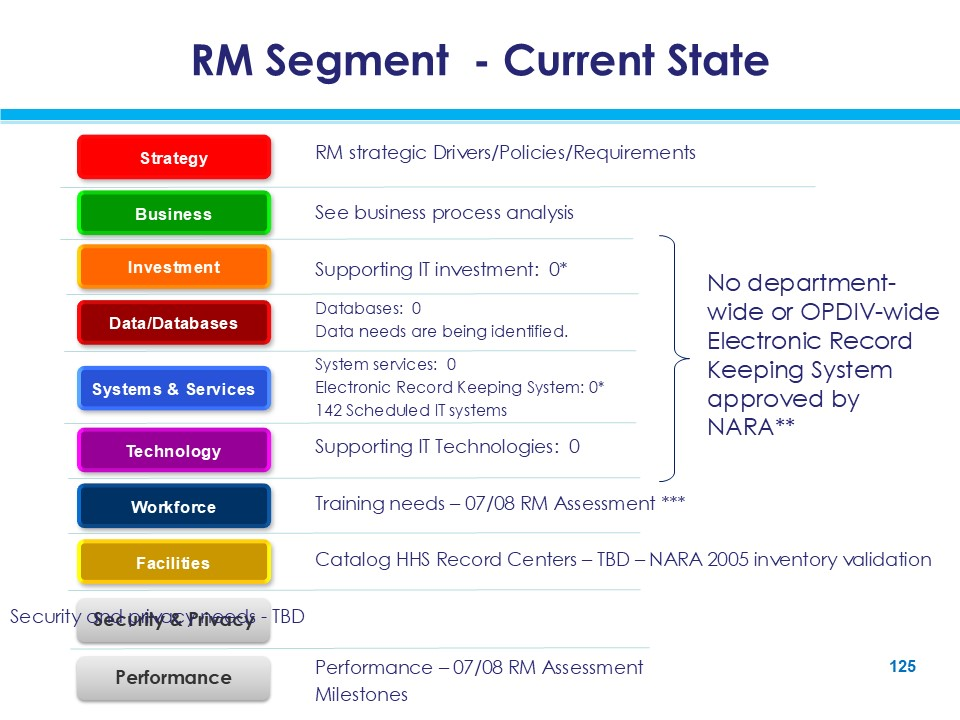 RM Segment - Current State
Strategy
RM strategic Drivers/Policies/Requirements
Business
See business process analysis
Investment
Supporting IT investment: 0*
Data/Databases
Databases: 0
Data needs are being identified.
Systems & Services
System services: 0
Electronic Record Keeping System: 0*
142 Scheduled IT systems
Technology
Supporting IT Technologies: 0
No department-
wide or OPDIV-wide
Electronic Record
Keeping System
approved by
NARA**
Workforce
Training needs – 07/08 RM Assessment ***
Facilities
Catalog HHS Record Centers – TBD – NARA 2005 inventory validation
Security & Privacy
Security and privacy needs - TBD
Performance
Performance – 07/08 RM Assessment
Milestones
125